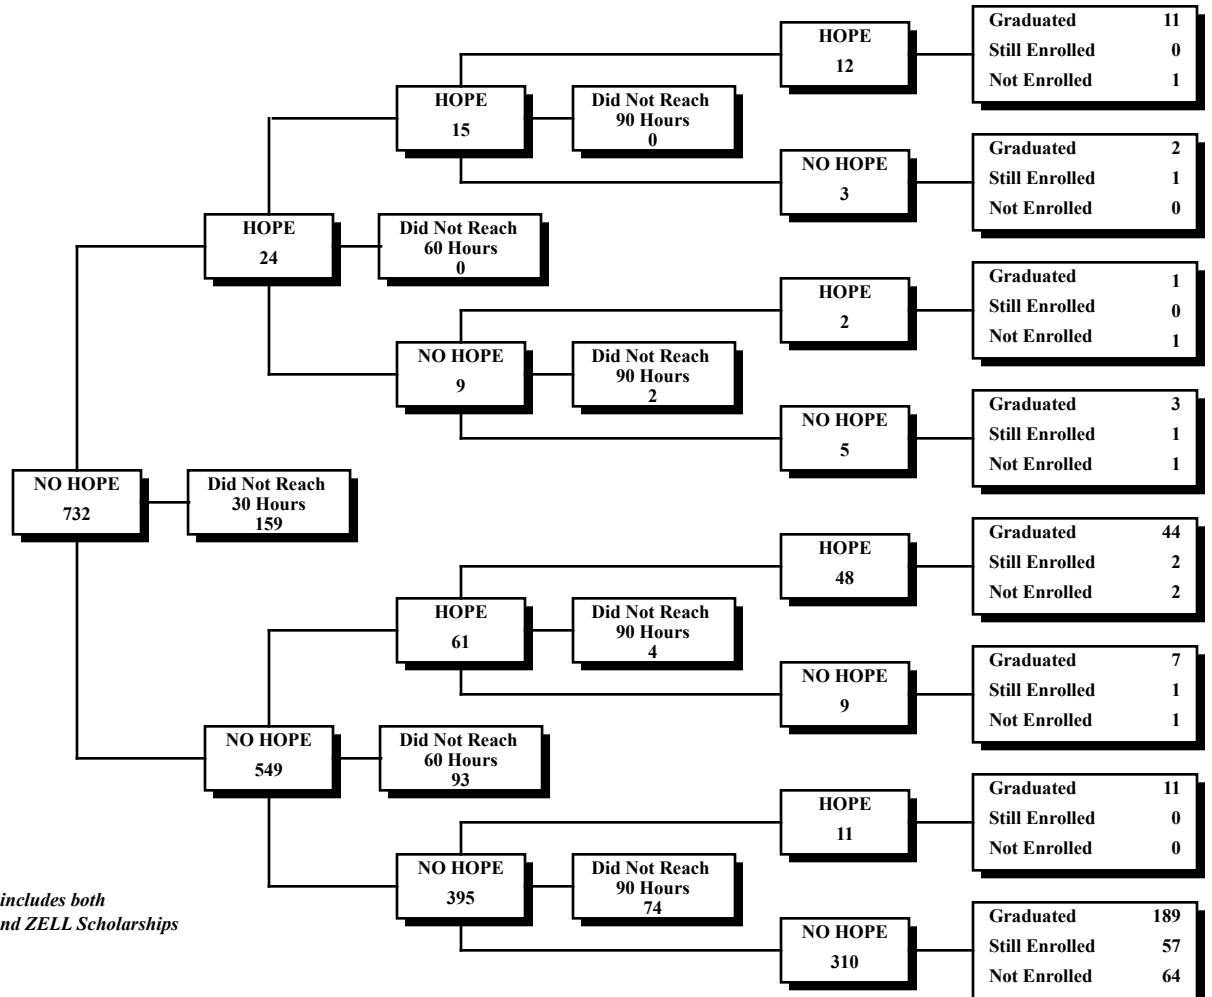 HOPE
12
Graduated 11
Still Enrolled 0
Not Enrolled 1
HOPE
15
Did Not Reach
90 Hours
0
NO HOPE
3
Graduated 2
Still Enrolled 1
Not Enrolled 0
HOPE
24
Did Not Reach
60 Hours
0
HOPE
2
Graduated 1
Still Enrolled 0
Not Enrolled 1
NO HOPE
9
Did Not Reach
90 Hours
2
NO HOPE
5
Graduated 3
Still Enrolled 1
Not Enrolled 1
NO HOPE
732
Did Not Reach
30 Hours
159
HOPE
48
Graduated 44
Still Enrolled 2
Not Enrolled 2
HOPE
61
Did Not Reach
90 Hours
4
NO HOPE
9
Graduated 7
Still Enrolled 1
Not Enrolled 1
NO HOPE
549
Did Not Reach
60 Hours
93
HOPE
11
Graduated 11
Still Enrolled 0
Not Enrolled 0
NO HOPE
395
Did Not Reach
90 Hours
74
NO HOPE
310
Graduated 189
Still Enrolled 57
Not Enrolled 64
includes both
nd ZELL Scholarships